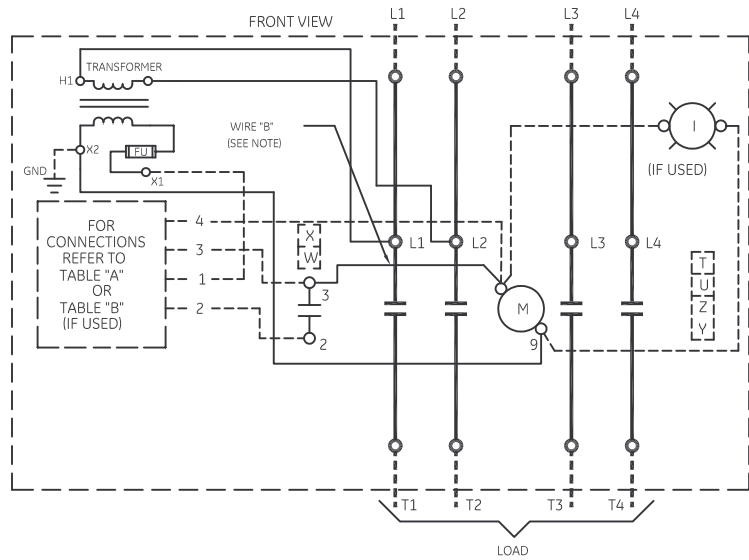 FRONT VIEW
L1
L2
L3
L4
TRANSFORMER
H1
WIRE "B"
(SEE NOTE)
I
(IF USED)
FU
X2
X1
GND
FOR
CONNECTIONS
REFER TO
TABLE "A"
OR
TABLE "B"
(IF USED)
4
3
1
2
X
W
3
2
L1
L2
L3
L4
M
9
T
U
Z
Y
T1
T2
T3
T4
LOAD